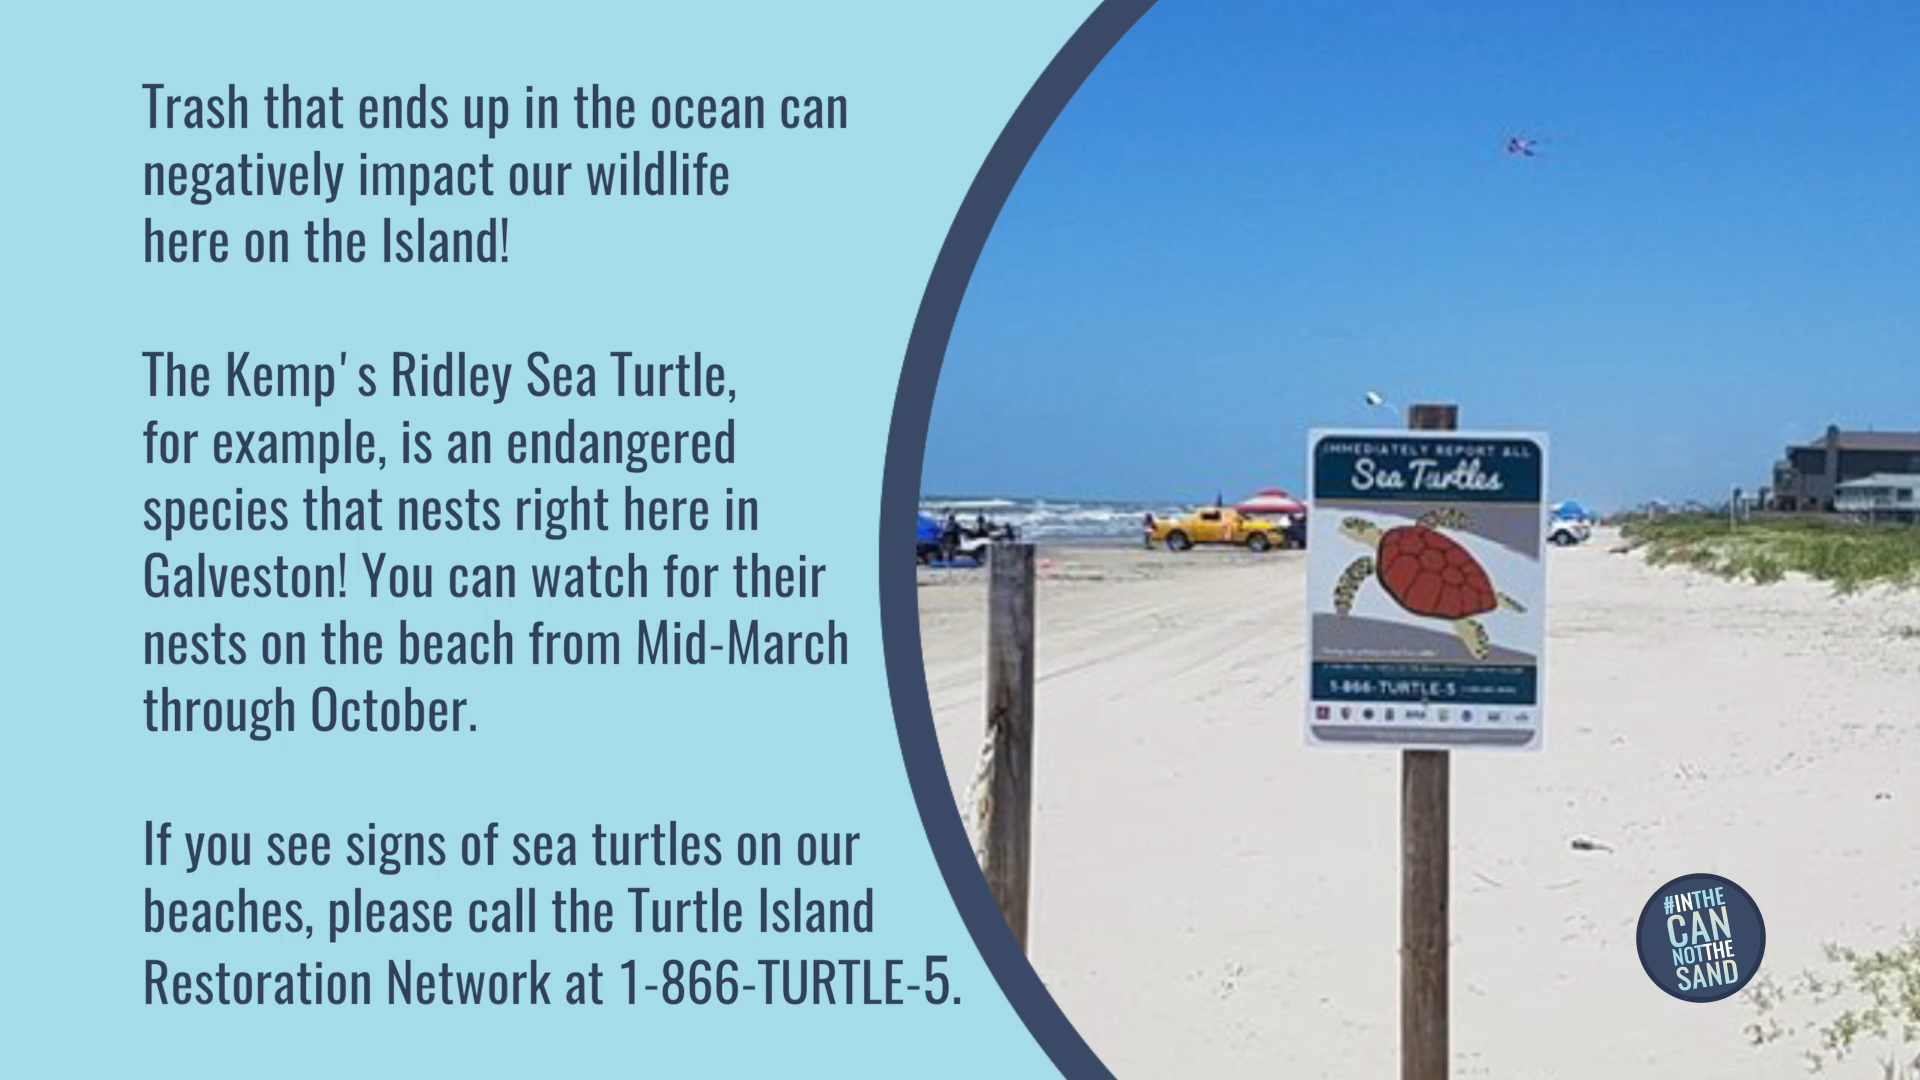 Trash that ends up in the ocean can
negatively impact our wildlife
here on the Island!
The Kemp's Ridley Sea Turtle,
for example, is an endangered
species that nests right here in
Galveston! You can watch for their
nests on the beach from Mid-March
through October.
If you see signs of sea turtles on our
beaches, please call the Turtle Island
Restoration Network at 1-866-TURTLE-5.
IMMEDIATELY REPORT ALL
Sea Turtles
1-866-TURTLE-5
#INTHE
CAN
NOTTHE
SAND